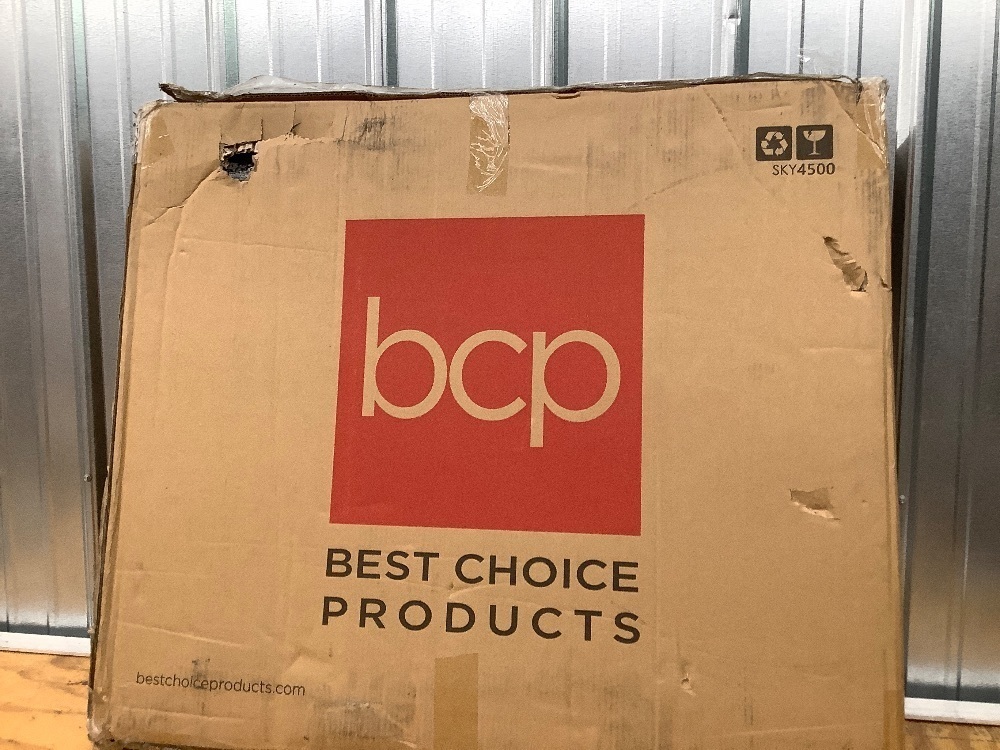 SKY4500
bcp
BEST CHOICE
PRODUCTS
bestchoiceproducts.com